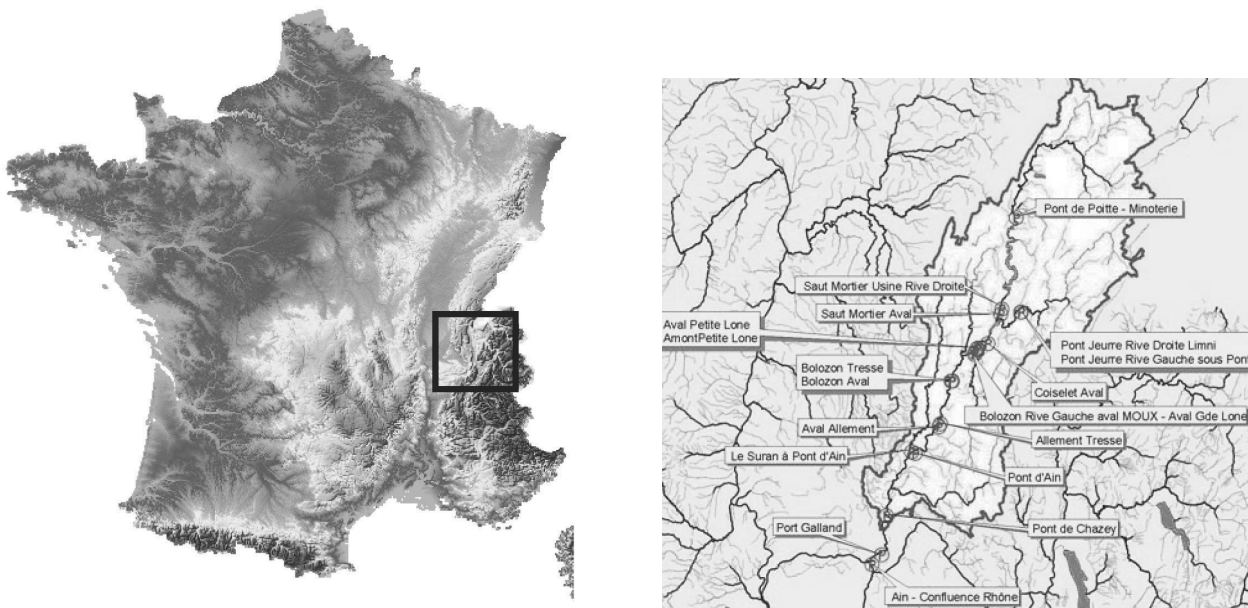 Pont de Poitte - Minoterie
Saut Mortier Usine Rive Droite
Saut Mortier Aval
Aval Petite Lone
AmontPetite Lone
Pont Jeurre Rive Droite Limni
Pont Jeurre Rive Gauche sous Pont
Bolozon Tresse
Bolozon Aval
Coiselet Aval
Bolozon Rive Gauche aval MOUX - Aval Gde Lone
Aval Allement
Allement Tresse
Le Suran à Pont d'Ain
Pont d'Ain
Port Galland
Pont de Chazey
Ain - Confluence Rhône